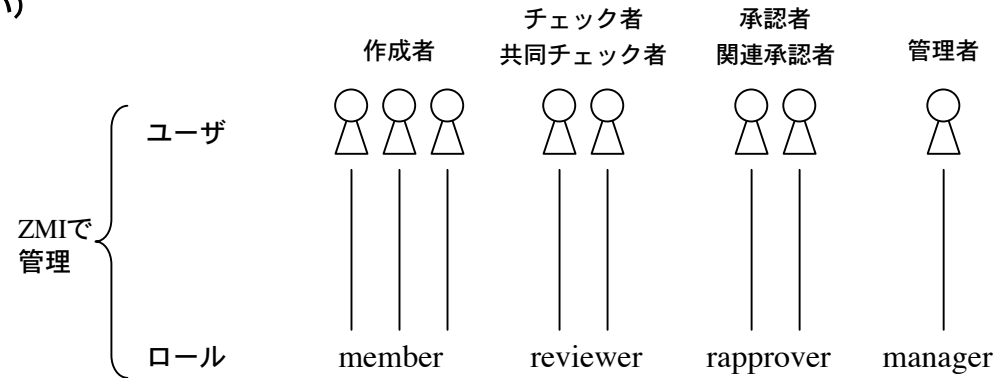 作成者
チェック者
共同チェック者
承認者
関連承認者
管理者
ユーザ
ZMIで
管理
ロール
member
reviewer
rapprover
manager